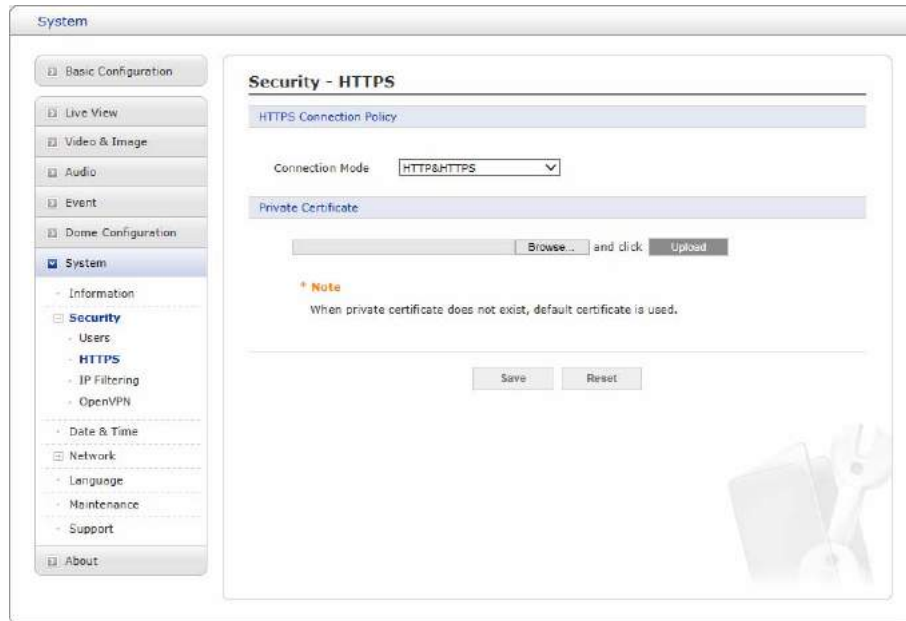 System
Basic Configuration
Live View
Video & Image
Audio
Event
Dome Configuration
System
Information
Security
Users
HTTPS
IP Filtering
OpenVPN
Date & Time
Network
Language
Maintenance
Support
About
Security - HTTPS
HTTPS Connection Policy
Connection Mode HTTP&HTTPS
Private Certificate
Browse... and click Upload
* Note
When private certificate does not exist, default certificate is used.
Save Reset